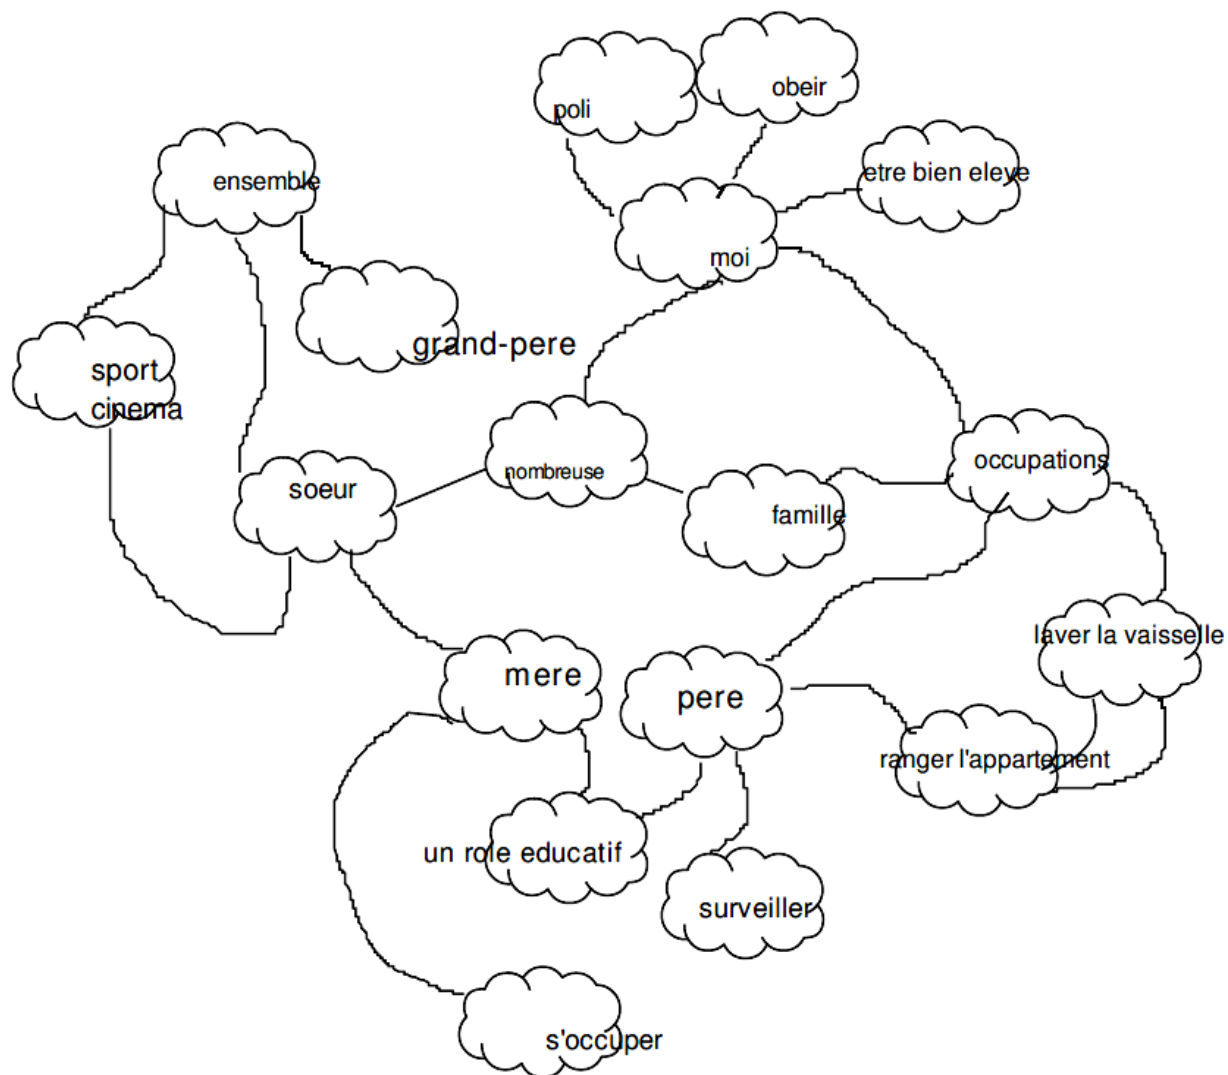 obeir
poli
etre bien eleve
ensemble
moi
grand-pere
sport
cinema
occupations
nombreuse
soeur
famille
laver la vaisselle
mere
pere
ranger l'appartement
un role educatif
surveiller
s'occuper